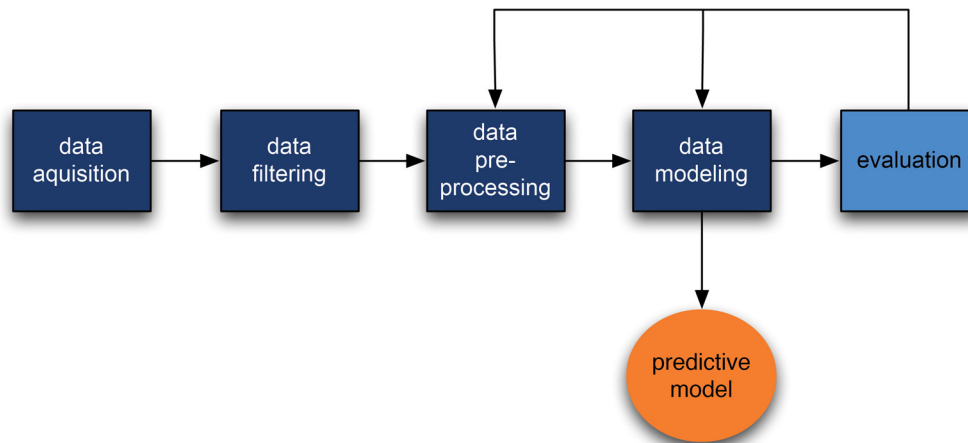 data
aquisition
data
filtering
data
pre-
processing
data
modeling
evaluation
predictive
model